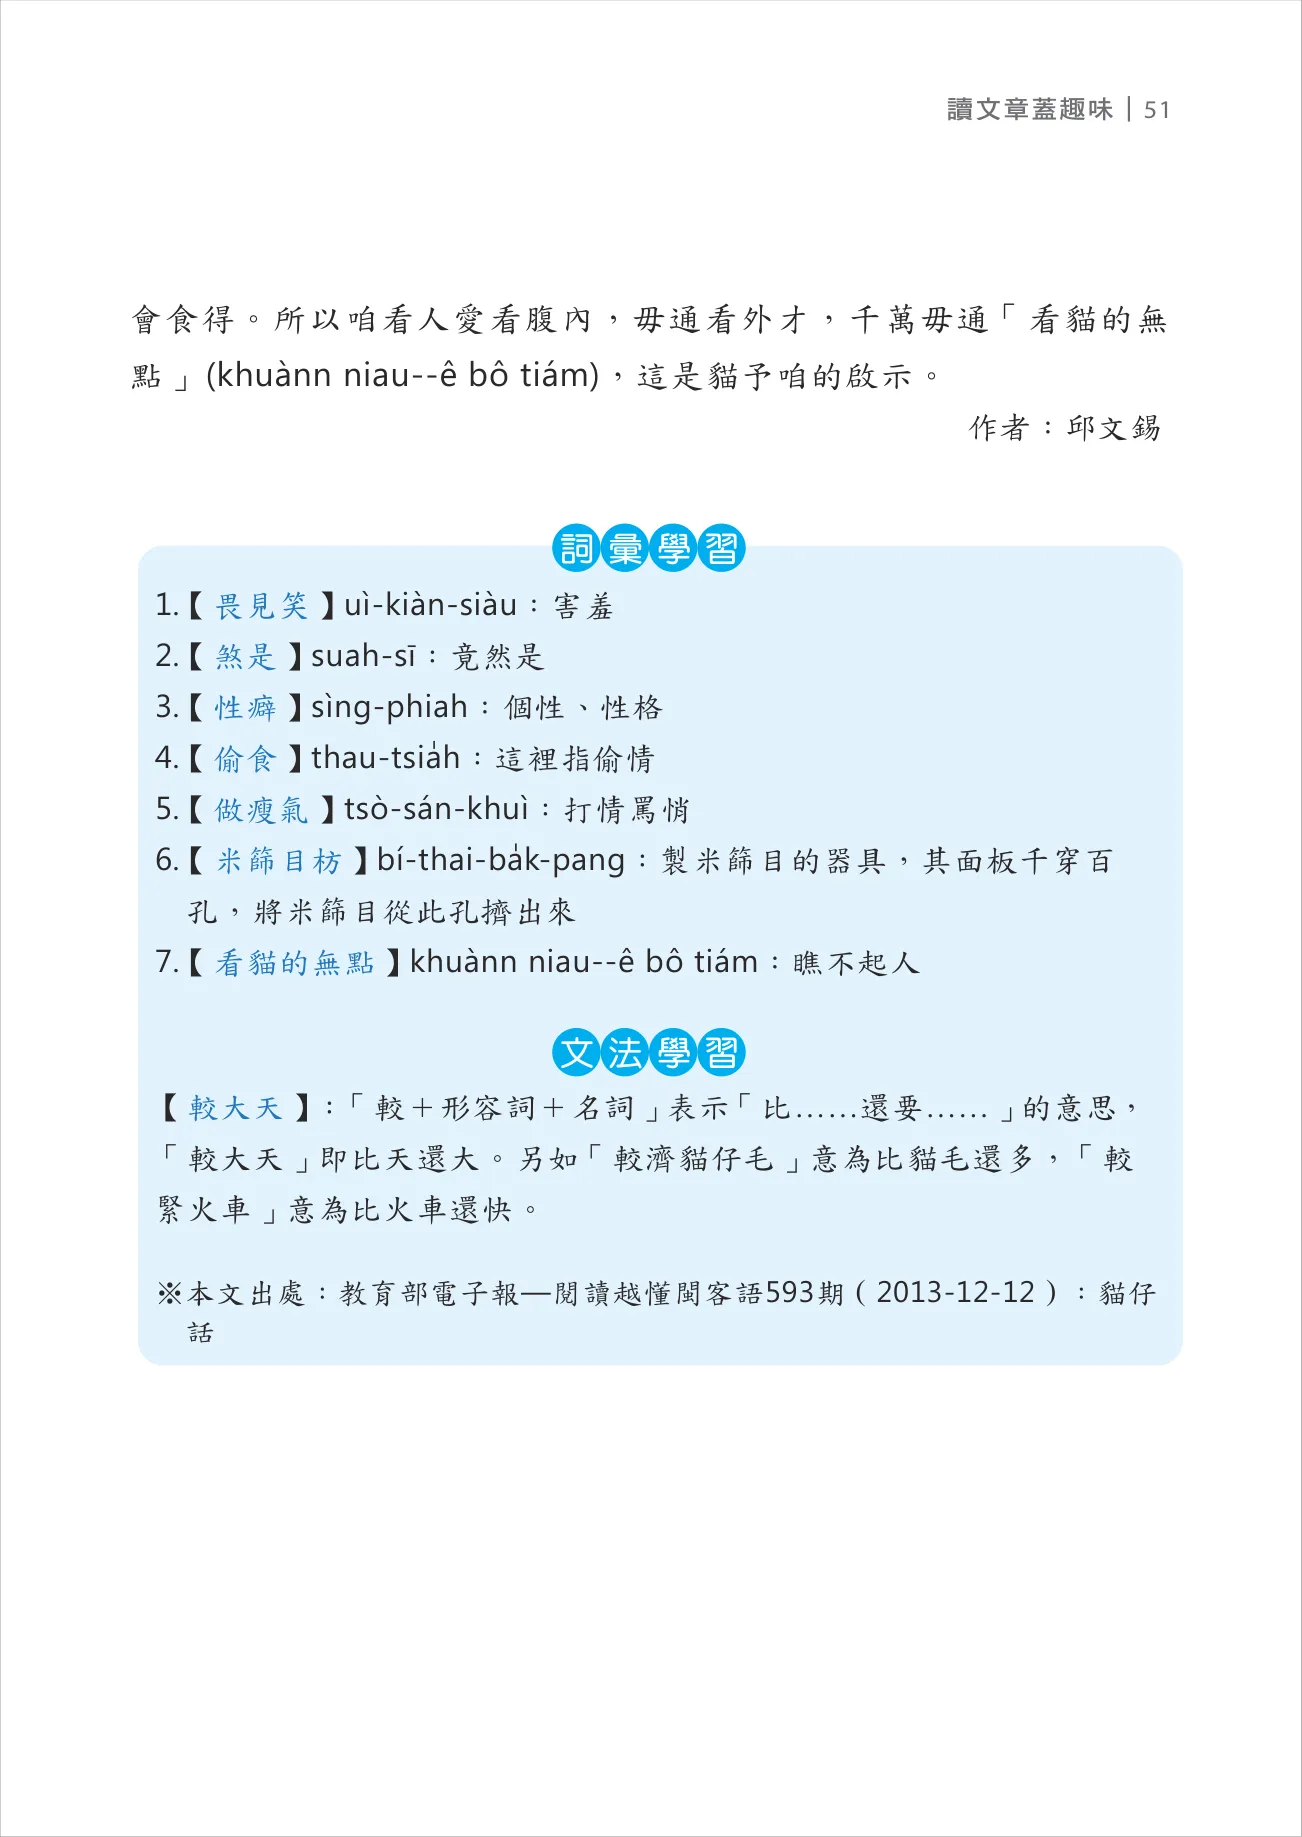 讀文章蓋趣味｜51
會食得。所以咱看人愛看腹內，毋通看外才，千萬毋通「看貓的無
點」(khuànn niau--ê bô tiám)，這是貓予咱的啟示。
作者：邱文錫
詞彙學習
1.【畏見笑】uì-kiàn-siàu：害羞
2.【煞是】suah-sī：竟然是
3.【性癖】sìng-phiah：個性、性格
4.【偷食】thau-tsia̍h：這裡指偷情
5.【做瘦氣】tsò-sán-khuì：打情罵悄
6.【米篩目枋】bí-thai-ba̍k-pang：製米篩目的器具，其面板千穿百
孔，將米篩目從此孔擠出來
7.【看貓的無點】khuànn niau--ê bô tiám：瞧不起人
文法學習
【較大天】：「較＋形容詞＋名詞」表示「比……還要……」的意思，
「較大天」即比天還大。另如「較濟貓仔毛」意為比貓毛還多，「較
緊火車」意為比火車還快。
※本文出處：教育部電子報—閱讀越懂閩客語593期（2013-12-12）：貓仔
話